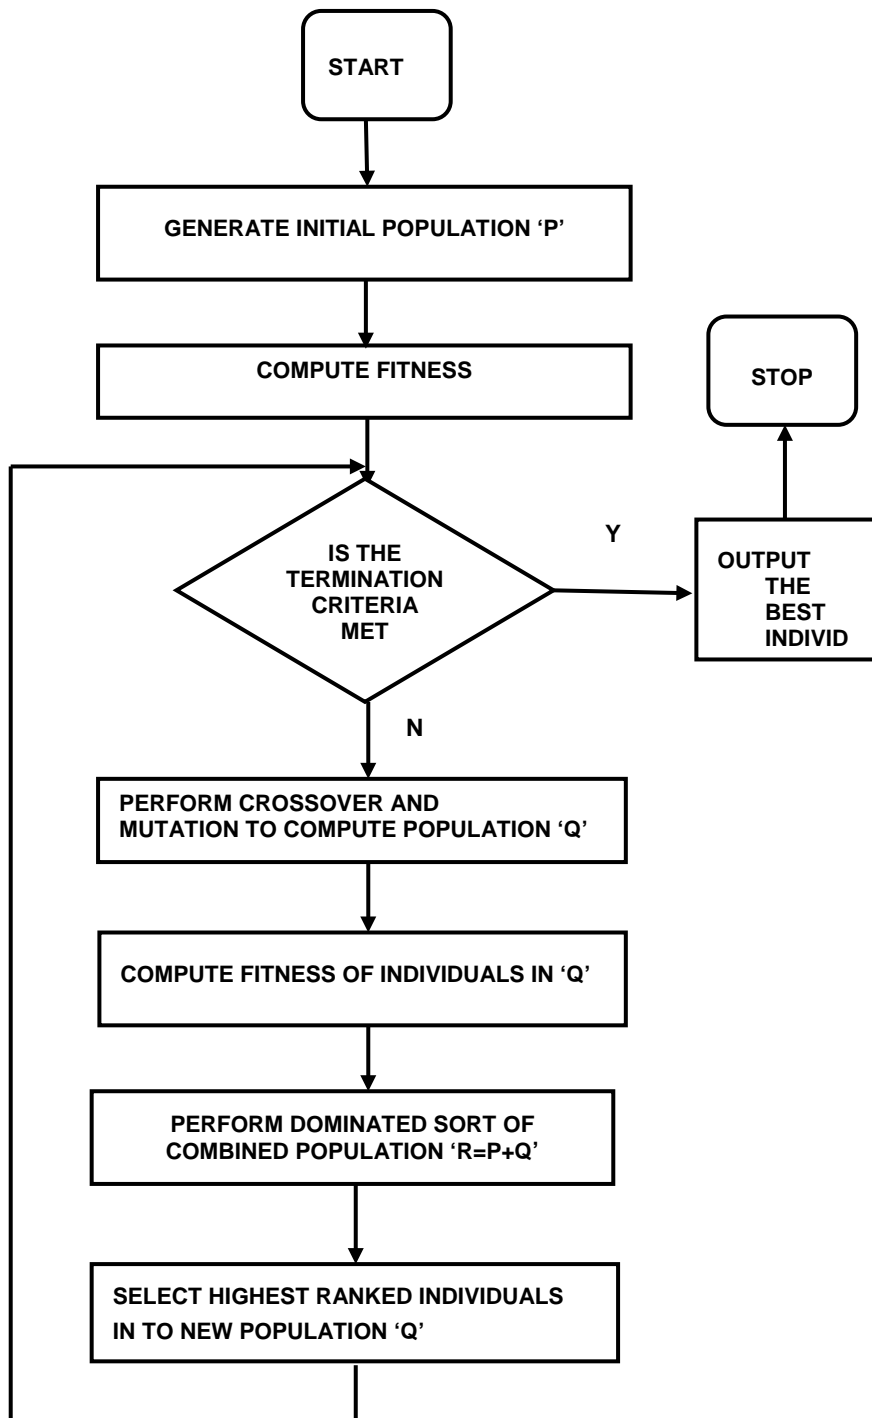 START
GENERATE INITIAL POPULATION ‘P’
COMPUTE FITNESS
STOP
IS THE
TERMINATION
CRITERIA
MET
Y
OUTPUT
THE
BEST
INDIVID
N
PERFORM CROSSOVER AND
MUTATION TO COMPUTE POPULATION ‘Q’
COMPUTE FITNESS OF INDIVIDUALS IN ‘Q’
PERFORM DOMINATED SORT OF
COMBINED POPULATION ‘R=P+Q’
SELECT HIGHEST RANKED INDIVIDUALS
IN TO NEW POPULATION ‘Q’